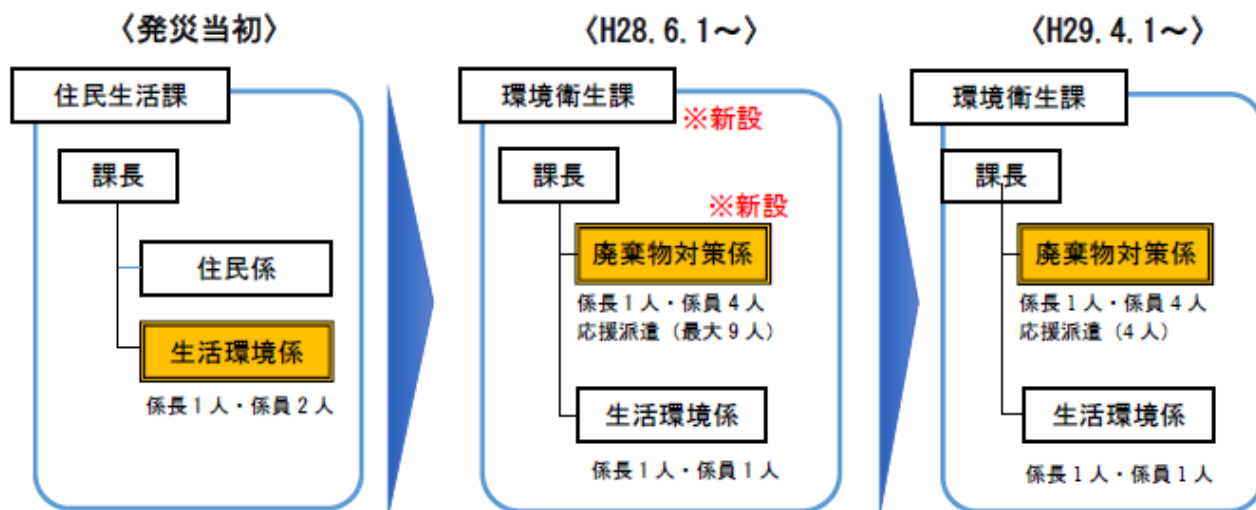 〈発災当初〉
住民生活課
課長
住民係
生活環境係
係長1人・係員2人
〈H28.6.1～〉
環境衛生課
※新設
課長
※新設
廃棄物対策係
係長1人・係員4人
応援派遣（最大9人）
生活環境係
係長1人・係員1人
〈H29.4.1～〉
環境衛生課
課長
廃棄物対策係
係長1人・係員4人
応援派遣（4人）
生活環境係
係長1人・係員1人